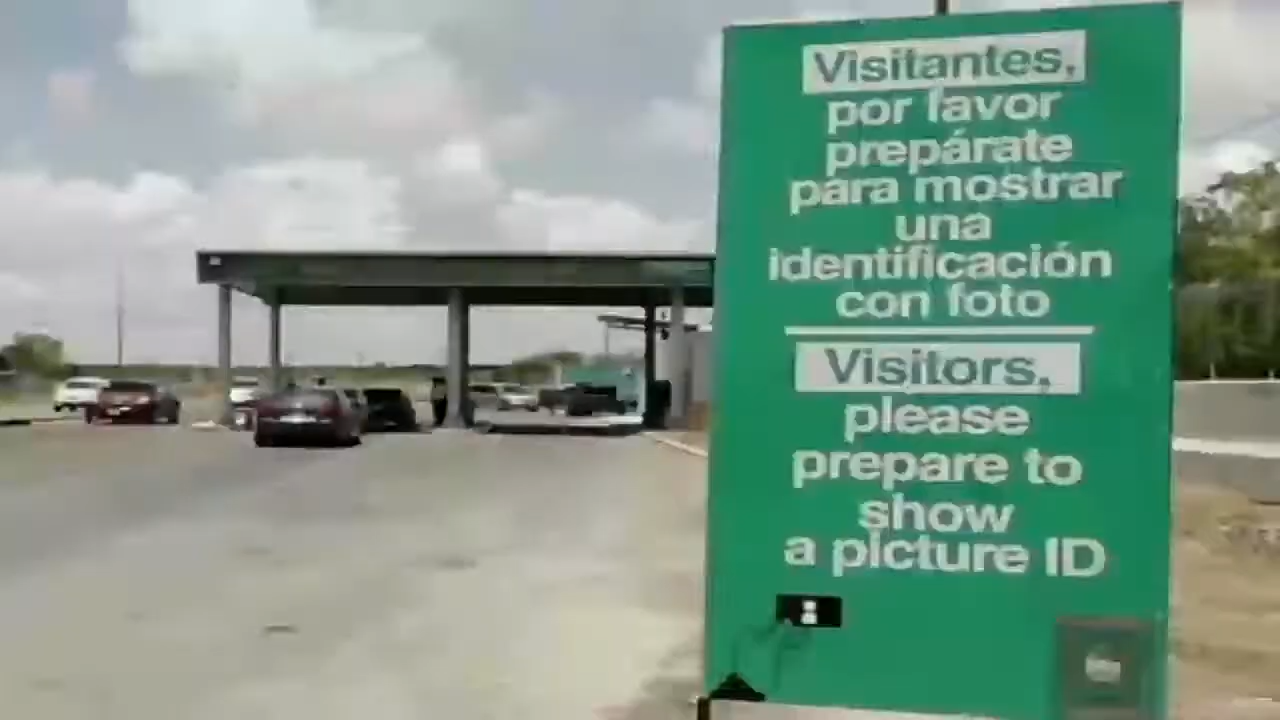 Visitantes,
por favor
prepárate
para mostrar
una
identificación
con foto
Visitors,
please
prepare to
show
a picture ID